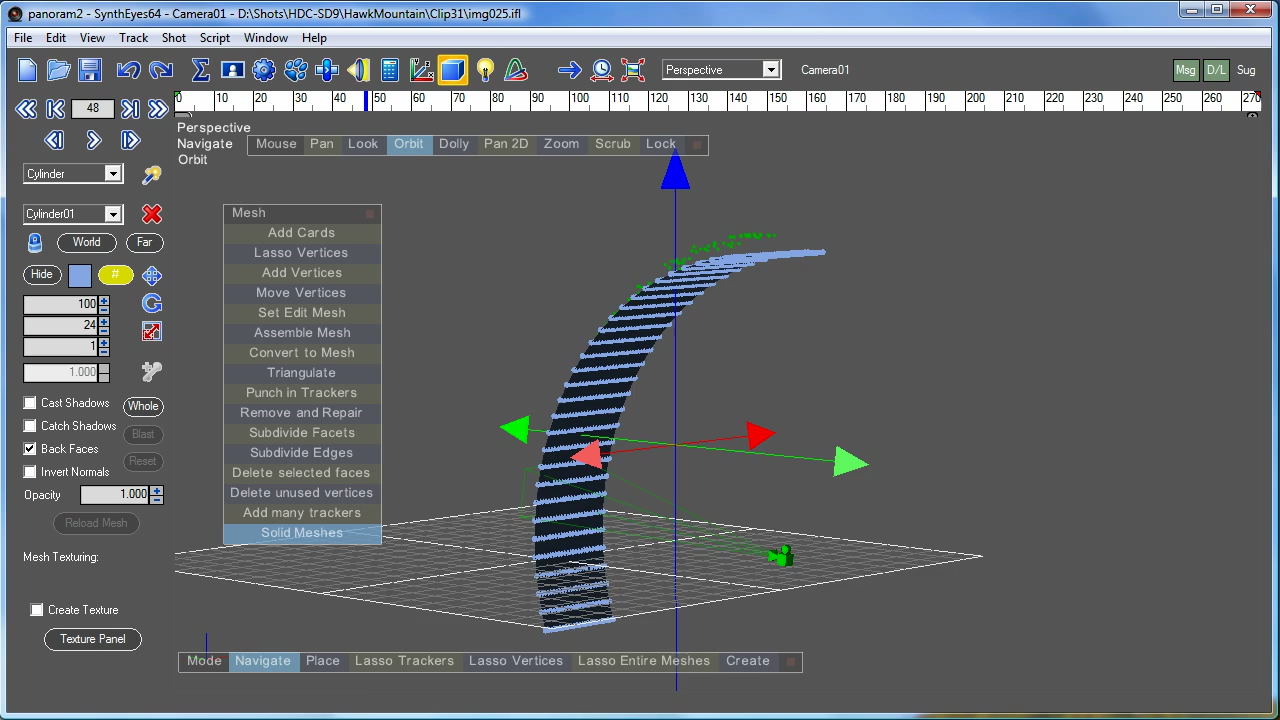 panoram2 - SynthEyes64 - Camera01 - D:\Shots\HDC-SD9\HawkMountain\Clip31\img025.ifl
File Edit View Track Shot Script Window Help
Perspective Camera01 Msg D/L Sug
48
0 10 20 30 40 50 60 70 80 90 100 110 120 130 140 150 160 170 180 190 200 210 220 230 240 250 260 270
Perspective
Navigate
Orbit
Mouse Pan Look Orbit Dolly Pan 2D Zoom Scrub Lock
Cylinder
Cylinder01
World Far
Hide #
100
24
1
1.000
Cast Shadows Whole
Catch Shadows Blast
Back Faces
Invert Normals Reset
Opacity 1.000
Reload Mesh
Mesh Texturing:
Create Texture
Texture Panel
Mesh
Add Cards
Lasso Vertices
Add Vertices
Move Vertices
Set Edit Mesh
Assemble Mesh
Convert to Mesh
Triangulate
Punch in Trackers
Remove and Repair
Subdivide Facets
Subdivide Edges
Delete selected faces
Delete unused vertices
Add many trackers
Solid Meshes
Mode Navigate Place Lasso Trackers Lasso Vertices Lasso Entire Meshes Create